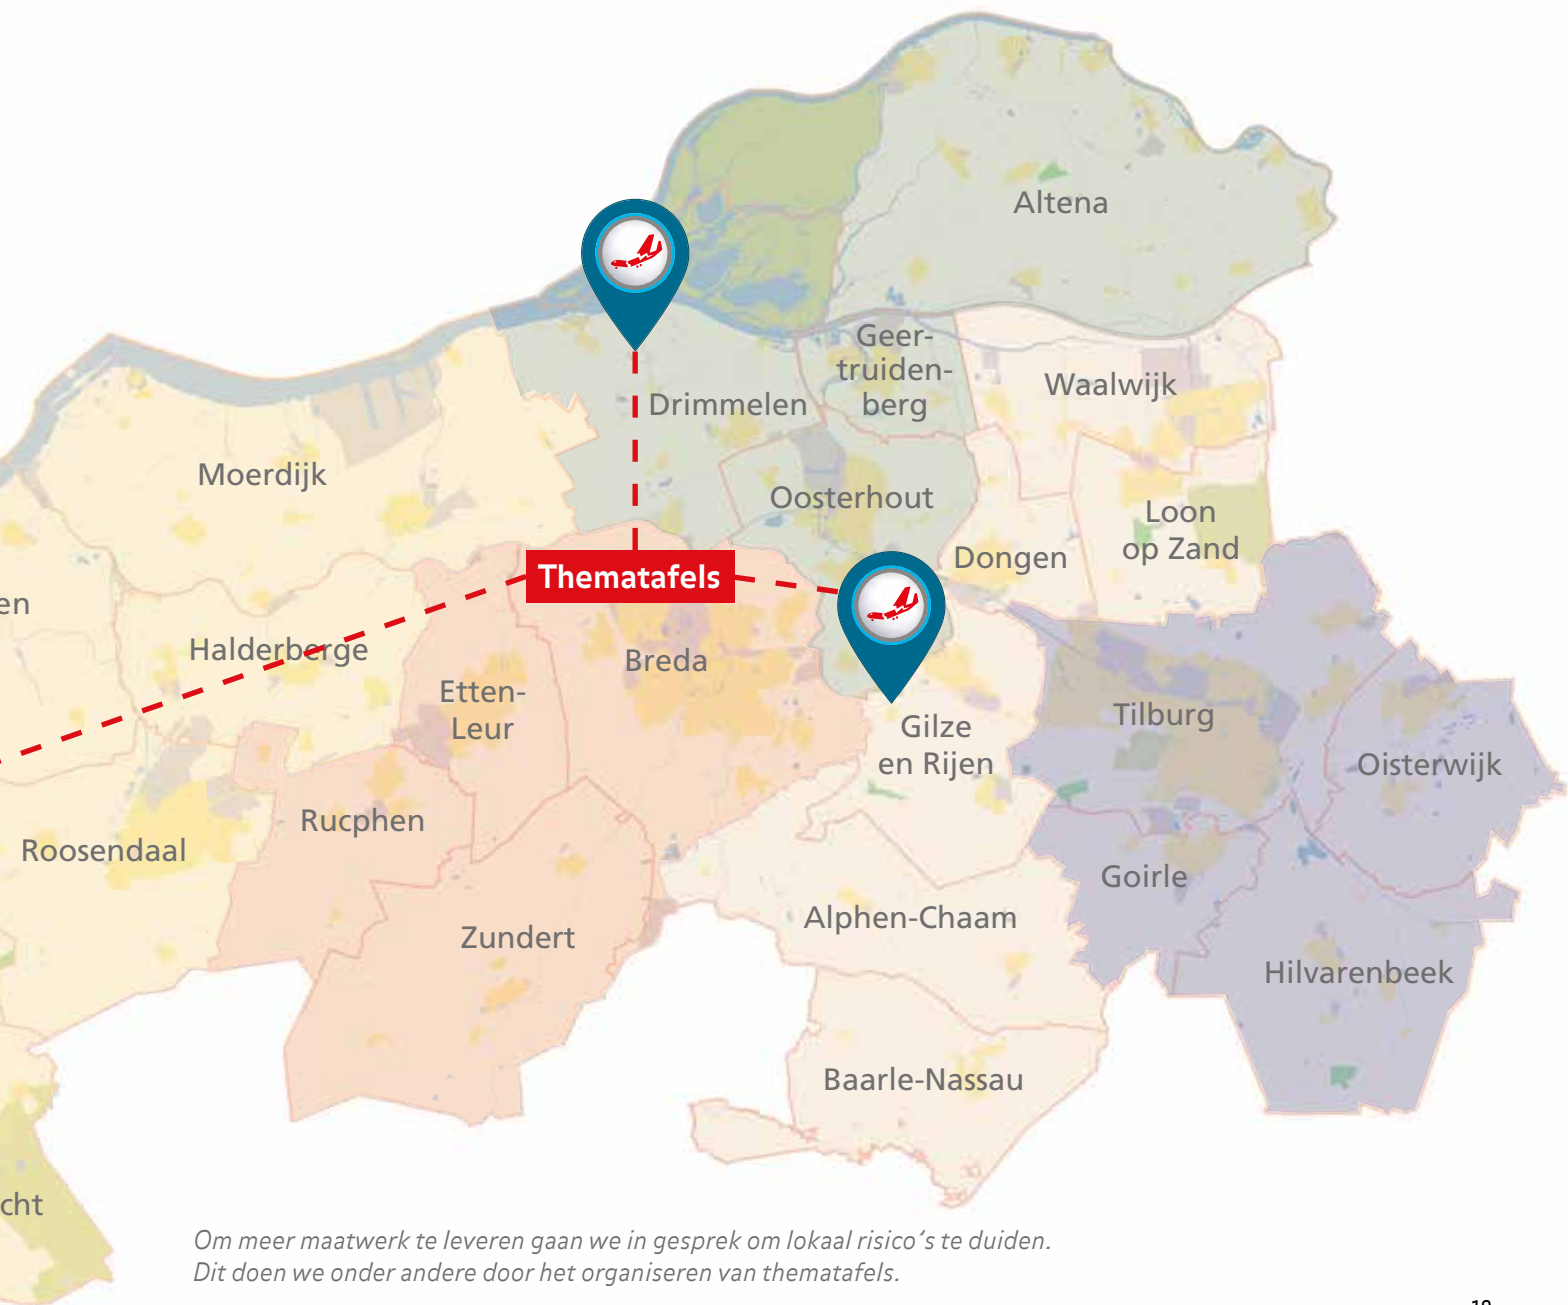 Altena
Geer-
truiden-
berg
Waalwijk
Drimmelen
Moerdijk
Oosterhout
Loon
op Zand
Dongen
Thematafels
en
Halderberge
Breda
Etten-
Leur
Tilburg
Gilze
en Rijen
Oisterwijk
Rucphen
Roosendaal
Goirle
Alphen-Chaam
Zundert
Hilvarenbeek
Baarle-Nassau
cht
Om meer maatwerk te leveren gaan we in gesprek om lokaal risico's te duiden.
Dit doen we onder andere door het organiseren van thematafels.